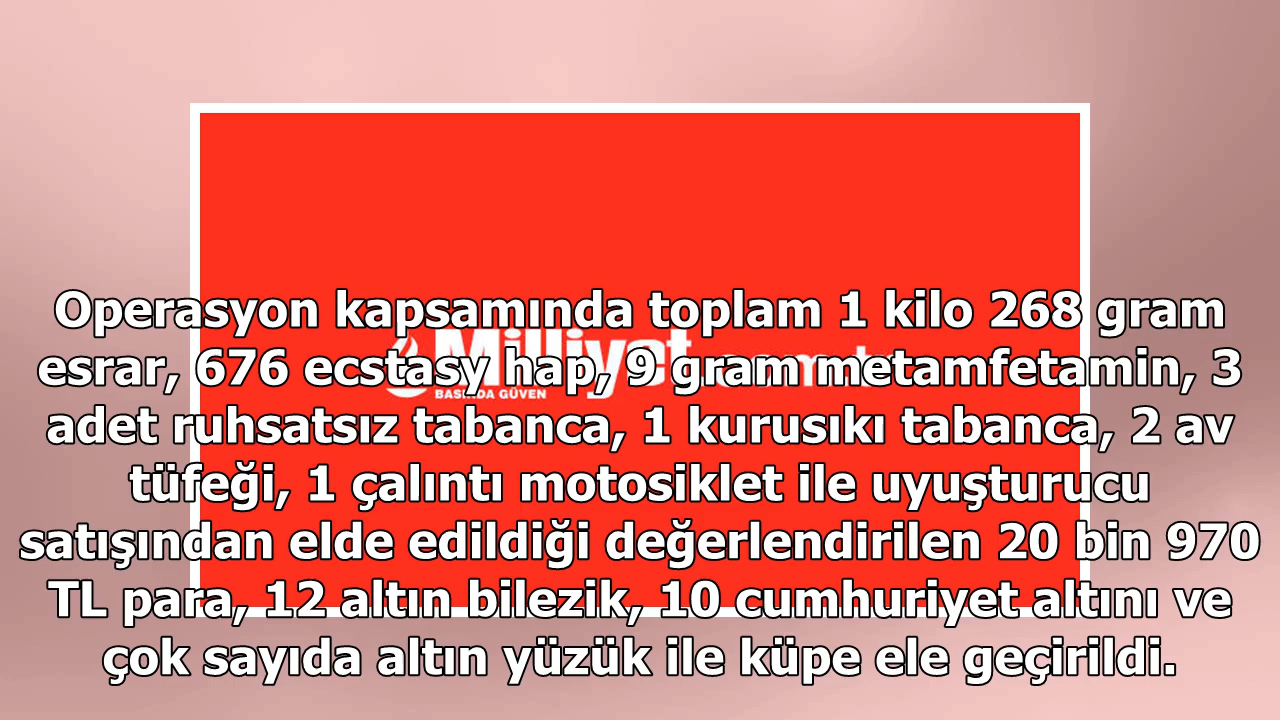 Operasyon kapsamında toplam 1 kilo 268 gram
esrar, 676 ecstasy hap, 9 gram metamfetamin, 3
adet ruhsatsız tabanca, 1 kurusıkı tabanca, 2 av
tüfeği, 1 çalıntı motosiklet ile uyuşturucu
satışından elde edildiği değerlendirilen 20 bin 970
TL para, 12 altın bilezik, 10 cumhuriyet altını ve
çok sayıda altın yüzük ile küpe ele geçirildi.
Milliyet.com.tr
BASINDA GÜVEN